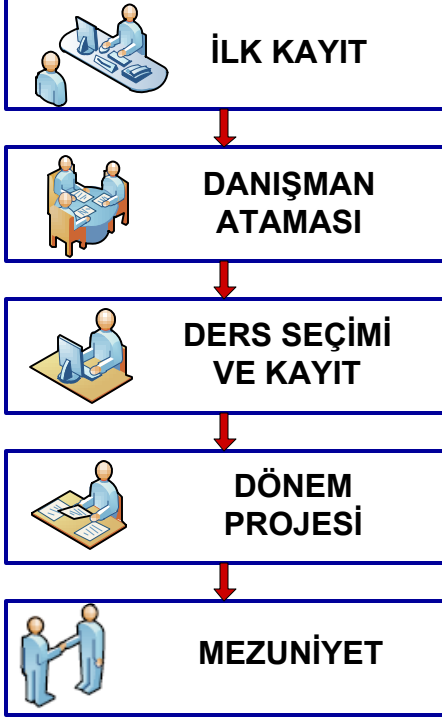 İLK KAYIT
DANIŞMAN
ATAMASI
DERS SEÇİMİ
VE KAYIT
DÖNEM
PROJESİ
MEZUNİYET